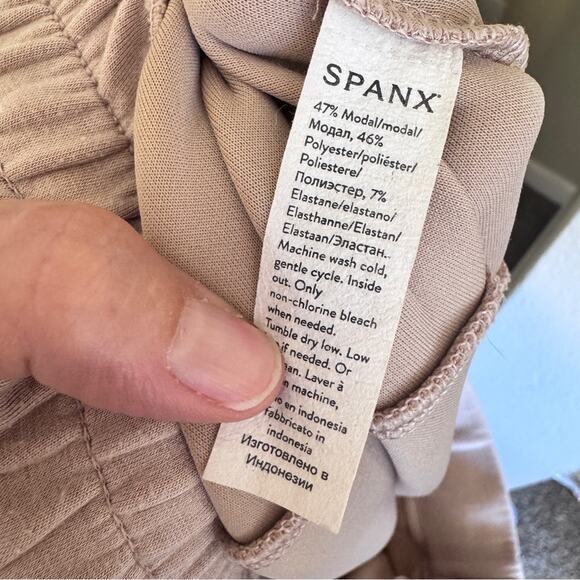 SPANX
47% Modal/modal/
Модал, 46%
Polyester/poliéster/
Poliestere/
Полиэстер, 7%
Elastane/elastano/
Elasthanne/Elastan/
Elastaan/Эластан..
Machine wash cold,
gentle cycle. Inside
out. Only
non-chlorine bleach
when needed.
Tumble dry low. Low
if needed. Or
Laver à
machine,
en indonesia
fabbricato in
indonesia
Изготовлено в
Индонезии